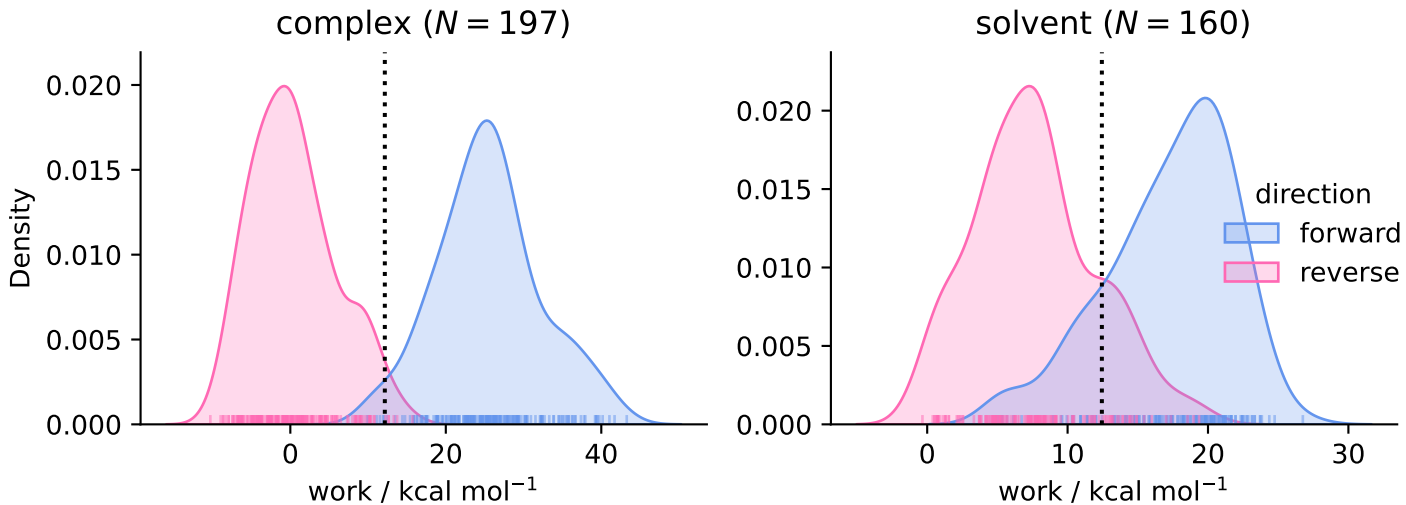 complex (N = 197)
Density
0.020
0.015
0.010
0.005
0.000
0
20
40
work / kcal mol⁻¹
solvent (N = 160)
0.020
0.015
0.010
0.005
0.000
0
10
20
30
work / kcal mol⁻¹
direction
forward
reverse